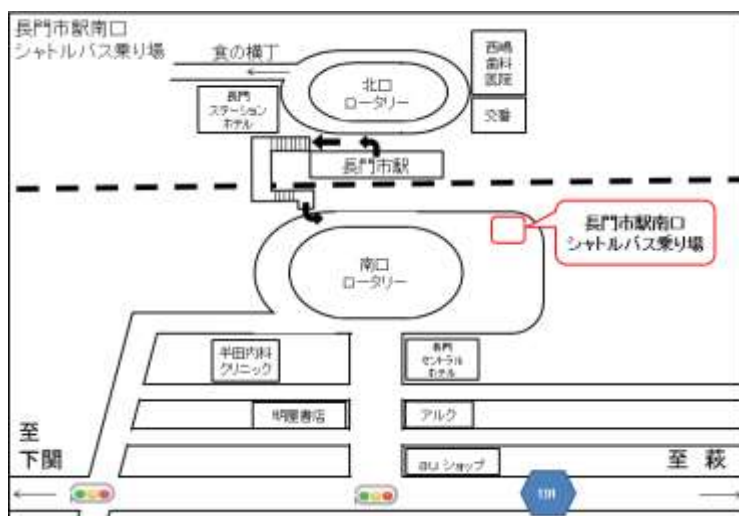 長門市駅南口
シャトルバス乗り場
食の横丁
北口
ロータリー
西嶋
歯科
医院
交番
長門
ステーション
ホテル
長門市駅
長門市駅南口
シャトルバス乗り場
南口
ロータリー
半田内科
クリニック
長門
セントラル
ホテル
明屋書店
アルク
auショップ
至
下関
至 萩
191